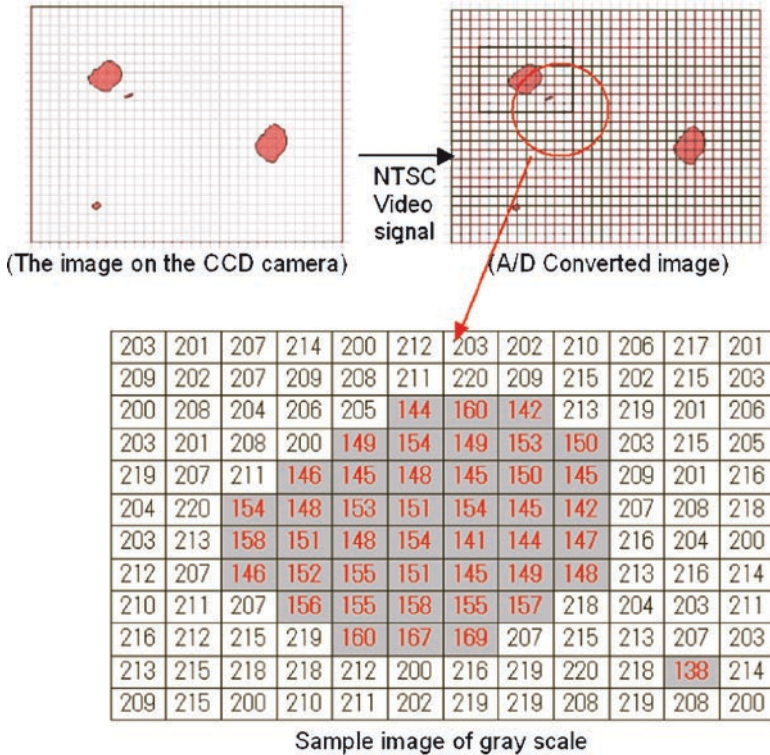 NTSC
Video
signal
(The image on the CCD camera)
(A/D Converted image)
203 201 207 214 200 212 203 202 210 206 217 201
209 202 207 209 208 211 220 209 215 202 215 203
200 208 204 206 205 144 160 142 213 219 201 206
203 201 208 200 149 154 149 153 150 203 215 205
219 207 211 146 145 148 145 150 145 209 201 216
204 220 154 148 153 151 154 145 142 207 208 218
203 213 158 151 148 154 141 144 147 216 204 200
212 207 146 152 155 151 145 149 148 213 216 214
210 211 207 156 155 158 155 157 218 204 203 211
216 212 215 219 160 167 169 207 215 213 207 203
213 215 218 218 212 200 216 219 220 218 138 214
209 215 200 210 211 202 219 219 208 219 208 200
Sample image of gray scale